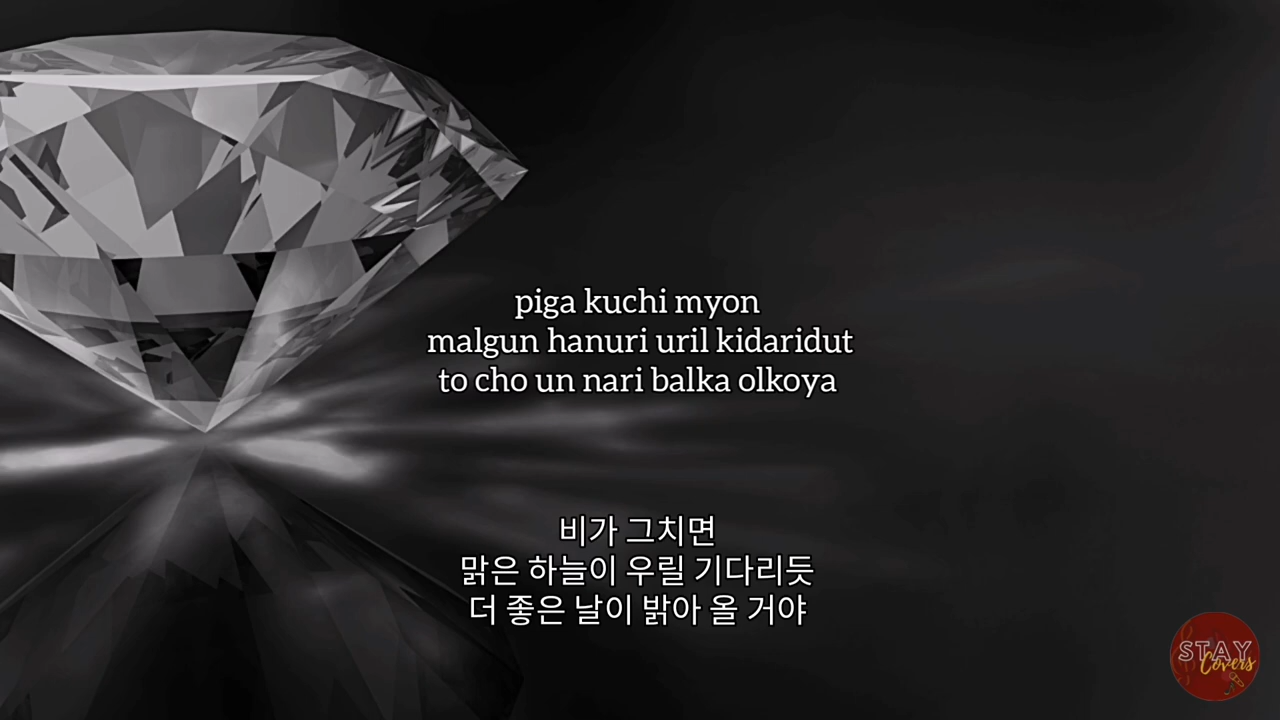 piga kuchi myon
malgun hanuri uril kidaridut
to cho un nari balka olkoya
비가 그치면
맑은 하늘이 우릴 기다리듯
더 좋은 날이 밝아 올 거야
STAY
Covers